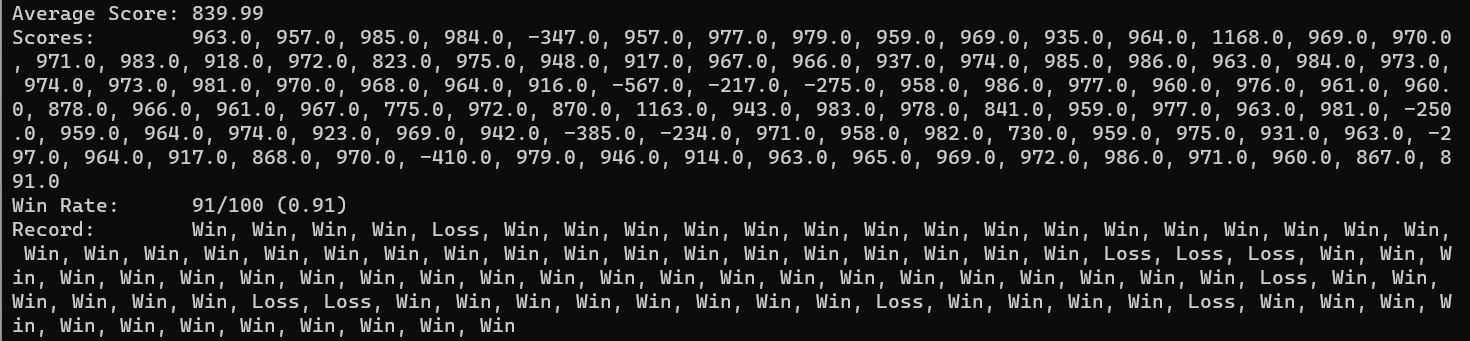 Average Score: 839.99
Scores:        963.0, 957.0, 985.0, 984.0, -347.0, 957.0, 977.0, 979.0, 959.0, 969.0, 935.0, 964.0, 1168.0, 969.0, 970.0
, 971.0, 983.0, 918.0, 972.0, 823.0, 975.0, 948.0, 917.0, 967.0, 966.0, 937.0, 974.0, 985.0, 986.0, 963.0, 984.0, 973.0,
 974.0, 973.0, 981.0, 970.0, 968.0, 964.0, 916.0, -567.0, -217.0, -275.0, 958.0, 986.0, 977.0, 960.0, 976.0, 961.0, 960.
0, 878.0, 966.0, 961.0, 967.0, 775.0, 972.0, 870.0, 1163.0, 943.0, 983.0, 978.0, 841.0, 959.0, 977.0, 963.0, 981.0, -250
.0, 959.0, 964.0, 974.0, 923.0, 969.0, 942.0, -385.0, -234.0, 971.0, 958.0, 982.0, 730.0, 959.0, 975.0, 931.0, 963.0, -2
97.0, 964.0, 917.0, 868.0, 970.0, -410.0, 979.0, 946.0, 914.0, 963.0, 965.0, 969.0, 972.0, 986.0, 971.0, 960.0, 867.0, 8
91.0
Win Rate:      91/100 (0.91)
Record:        Win, Win, Win, Win, Loss, Win, Win, Win, Win, Win, Win, Win, Win, Win, Win, Win, Win, Win, Win, Win, Win,
 Win, Win, Win, Win, Win, Win, Win, Win, Win, Win, Win, Win, Win, Win, Win, Win, Win, Win, Loss, Loss, Loss, Win, Win, W
in, Win, Win, Win, Win, Win, Win, Win, Win, Win, Win, Win, Win, Win, Win, Win, Win, Win, Win, Win, Win, Loss, Win, Win,
Win, Win, Win, Win, Loss, Loss, Win, Win, Win, Win, Win, Win, Win, Win, Loss, Win, Win, Win, Win, Loss, Win, Win, Win, W
in, Win, Win, Win, Win, Win, Win, Win, Win